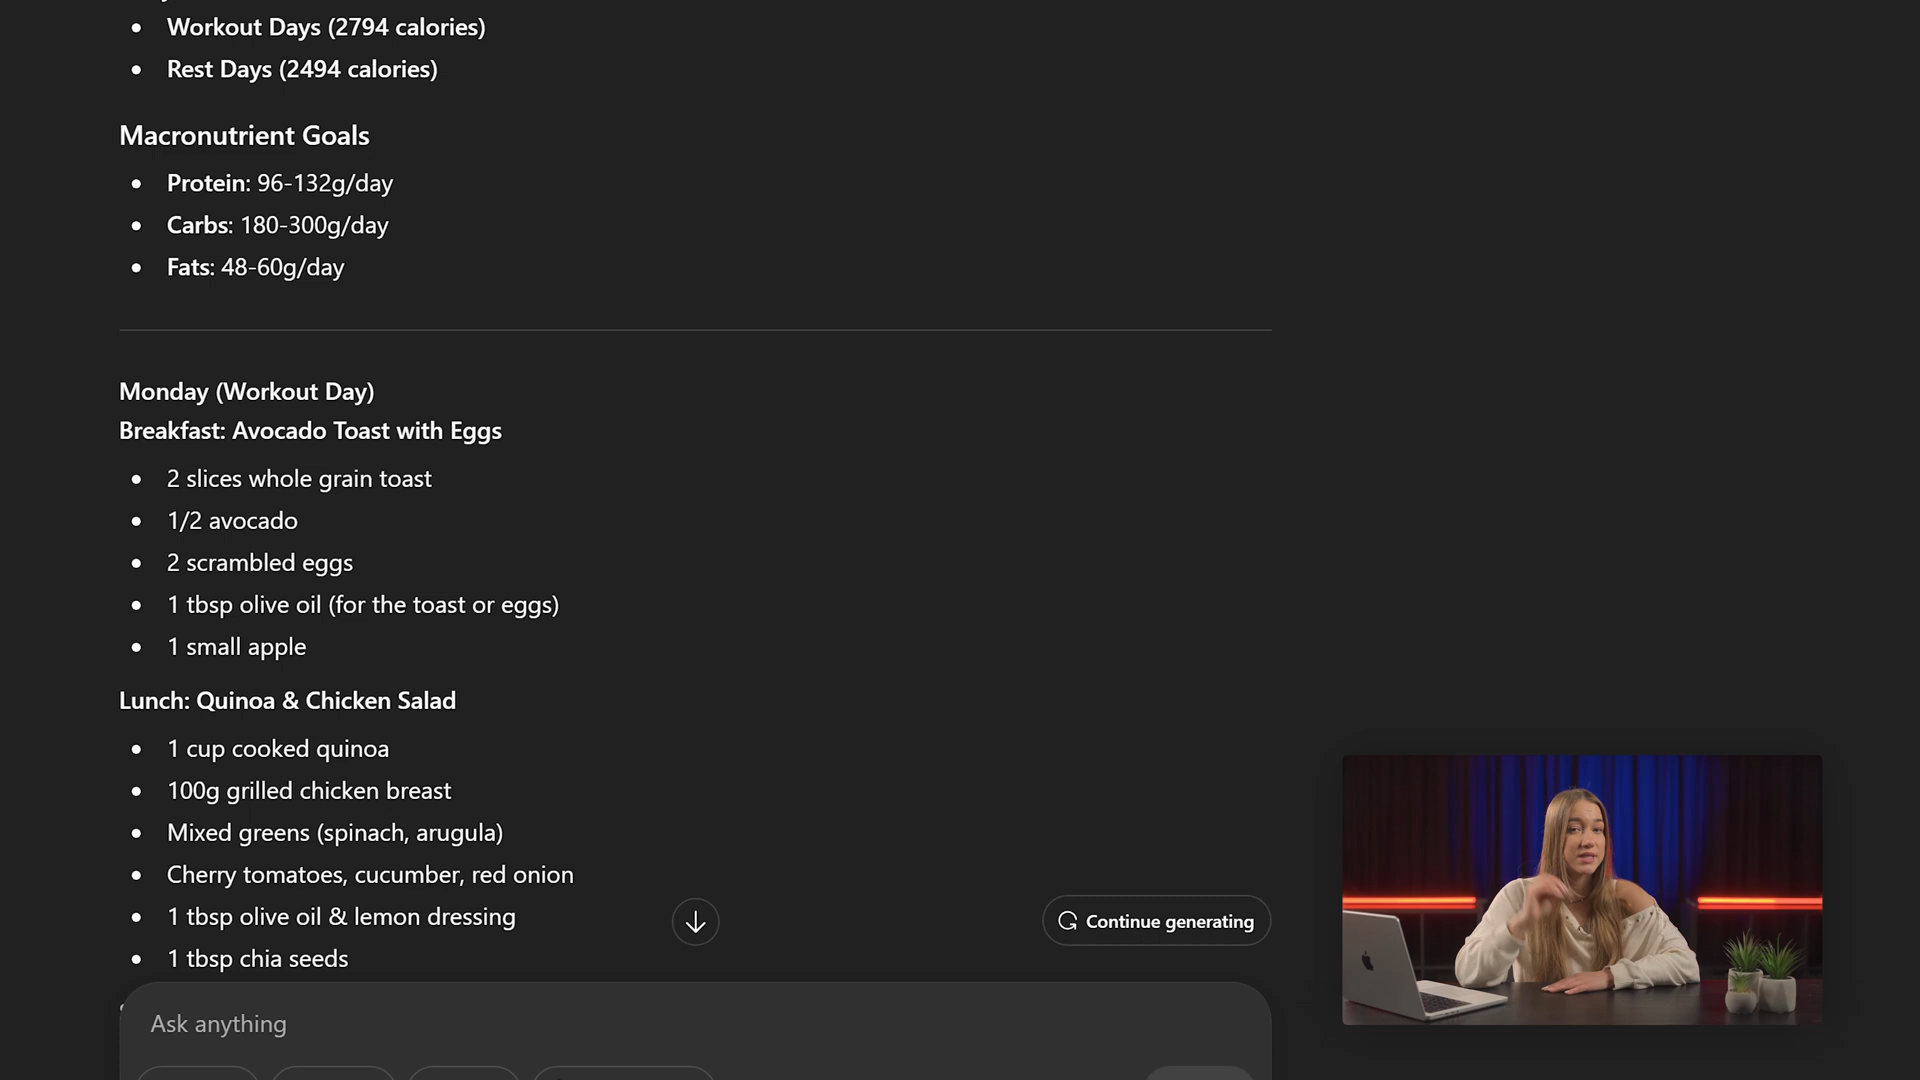 Workout Days (2794 calories)
Rest Days (2494 calories)
Macronutrient Goals
Protein: 96-132g/day
Carbs: 180-300g/day
Fats: 48-60g/day
Monday (Workout Day)
Breakfast: Avocado Toast with Eggs
2 slices whole grain toast
1/2 avocado
2 scrambled eggs
1 tbsp olive oil (for the toast or eggs)
1 small apple
Lunch: Quinoa & Chicken Salad
1 cup cooked quinoa
100g grilled chicken breast
Mixed greens (spinach, arugula)
Cherry tomatoes, cucumber, red onion
1 tbsp olive oil & lemon dressing
Continue generating
1 tbsp chia seeds
Ask anything